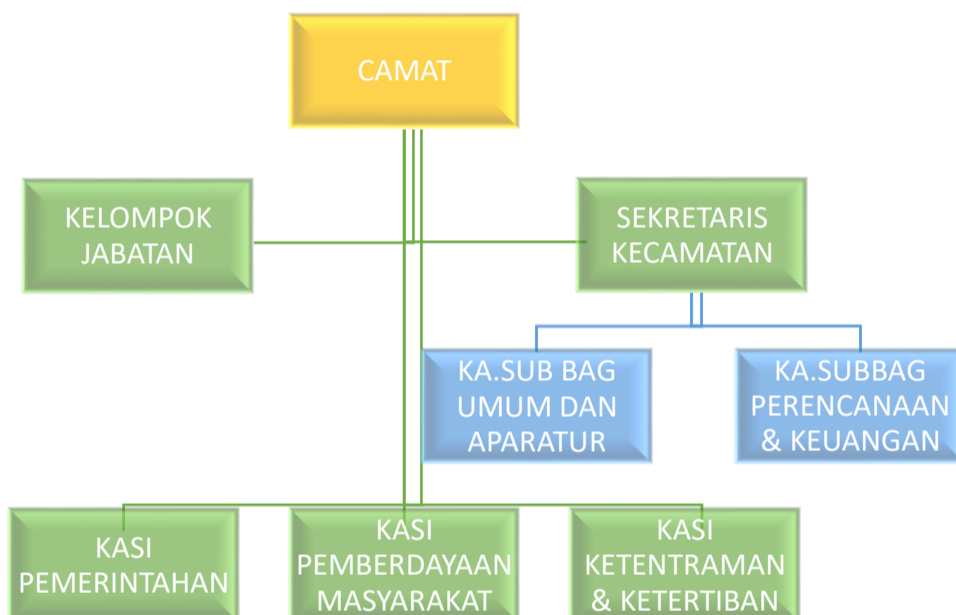 CAMAT
KELOMPOK
JABATAN
SEKRETARIS
KECAMATAN
KA.SUB BAG
UMUM DAN
APARATUR
KA.SUBBAG
PERENCANAAN
& KEUANGAN
KASI
PEMERINTAHAN
KASI
PEMBERDAYAAN
MASYARAKAT
KASI
KETENTRAMAN
& KETERTIBAN